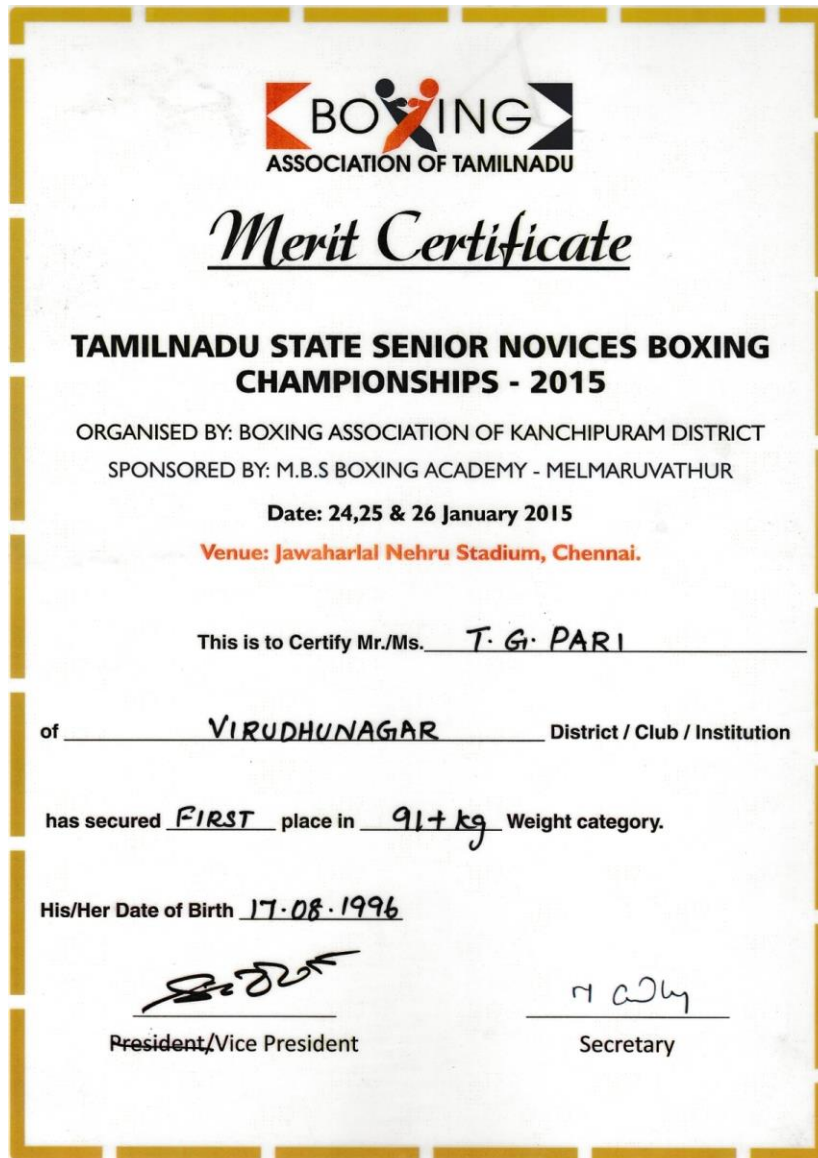 BOXING
ASSOCIATION OF TAMILNADU
Merit Certificate
TAMILNADU STATE SENIOR NOVICES BOXING
CHAMPIONSHIPS - 2015
ORGANISED BY: BOXING ASSOCIATION OF KANCHIPURAM DISTRICT
SPONSORED BY: M.B.S BOXING ACADEMY - MELMARUVATHUR
Date: 24,25 & 26 January 2015
Venue: Jawaharlal Nehru Stadium, Chennai.
This is to Certify Mr./Ms. T. G. PARI
of VIRUDHUNAGAR District / Club / Institution
has secured FIRST place in 91+ kg Weight category.
His/Her Date of Birth 17.08.1996
President/Vice President
Secretary